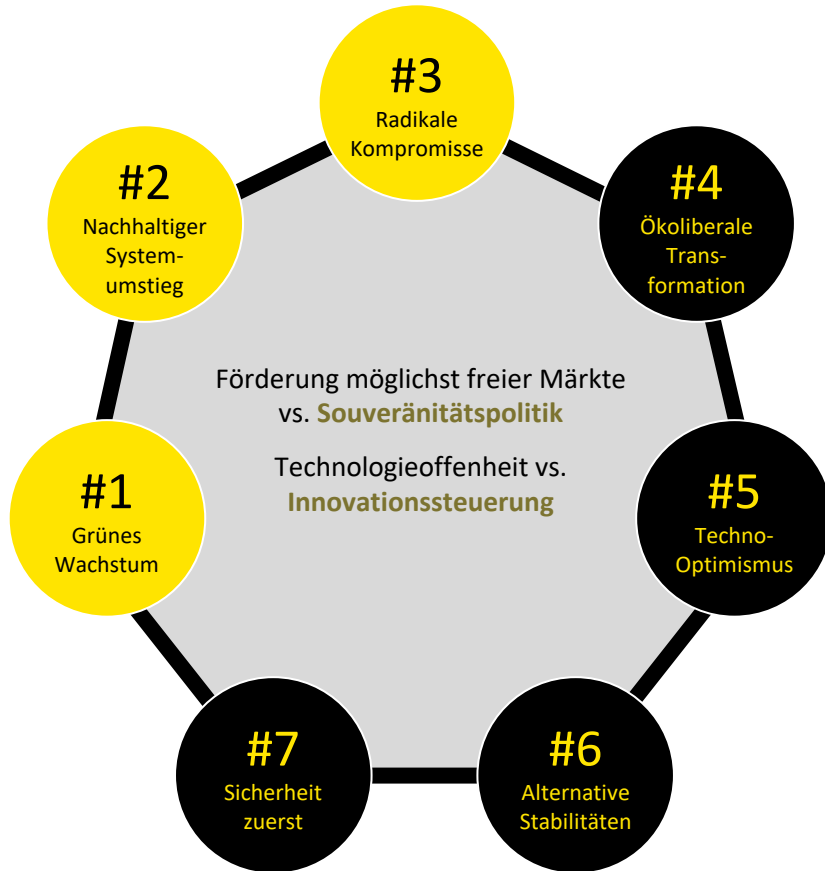 #3
Radikale
Kompromisse
#2
Nachhaltiger
System-
umstieg
#4
Ökoliberale
Trans-
formation
Förderung möglichst freier Märkte
vs. Souveränitätspolitik
Technologieoffenheit vs.
Innovationssteuerung
#1
Grünes
Wachstum
#5
Techno-
Optimismus
#7
Sicherheit
zuerst
#6
Alternative
Stabilitäten